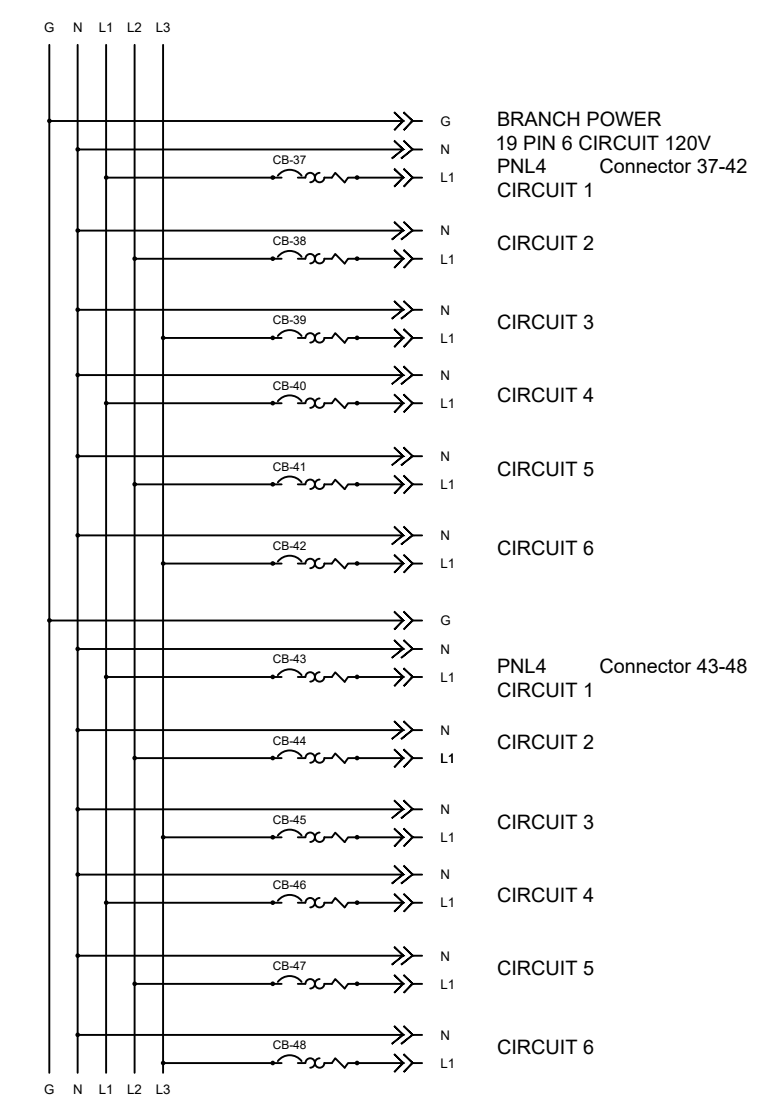 G N L1 L2 L3
G BRANCH POWER
N 19 PIN 6 CIRCUIT 120V
CB-37 PNL4 Connector 37-42
L1 CIRCUIT 1
N
CB-38 CIRCUIT 2
L1
N
CB-39 CIRCUIT 3
L1
N
CB-40 CIRCUIT 4
L1
N
CB-41 CIRCUIT 5
L1
N
CB-42 CIRCUIT 6
L1
G
N
CB-43 PNL4 Connector 43-48
L1 CIRCUIT 1
N
CB-44 CIRCUIT 2
L1
N
CB-45 CIRCUIT 3
L1
N
CB-46 CIRCUIT 4
L1
N
CB-47 CIRCUIT 5
L1
N
CB-48 CIRCUIT 6
L1
G N L1 L2 L3